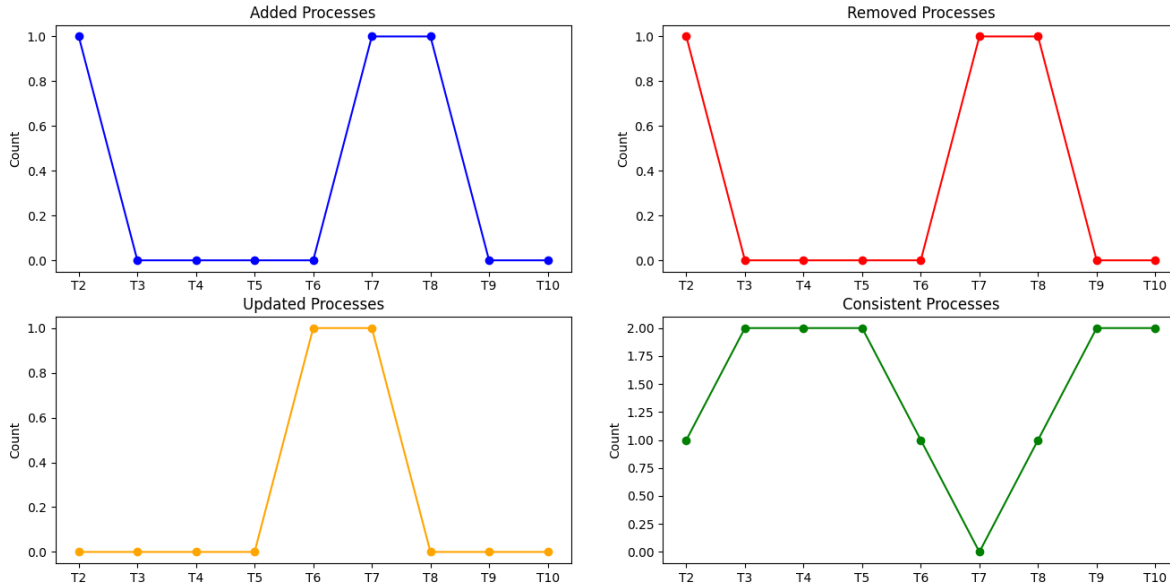 Added Processes
Count
1.0
0.8
0.6
0.4
0.2
0.0
T2 T3 T4 T5 T6 T7 T8 T9 T10
Removed Processes
Count
1.0
0.8
0.6
0.4
0.2
0.0
T2 T3 T4 T5 T6 T7 T8 T9 T10
Updated Processes
Count
1.0
0.8
0.6
0.4
0.2
0.0
T2 T3 T4 T5 T6 T7 T8 T9 T10
Consistent Processes
Count
2.00
1.75
1.50
1.25
1.00
0.75
0.50
0.25
0.00
T2 T3 T4 T5 T6 T7 T8 T9 T10